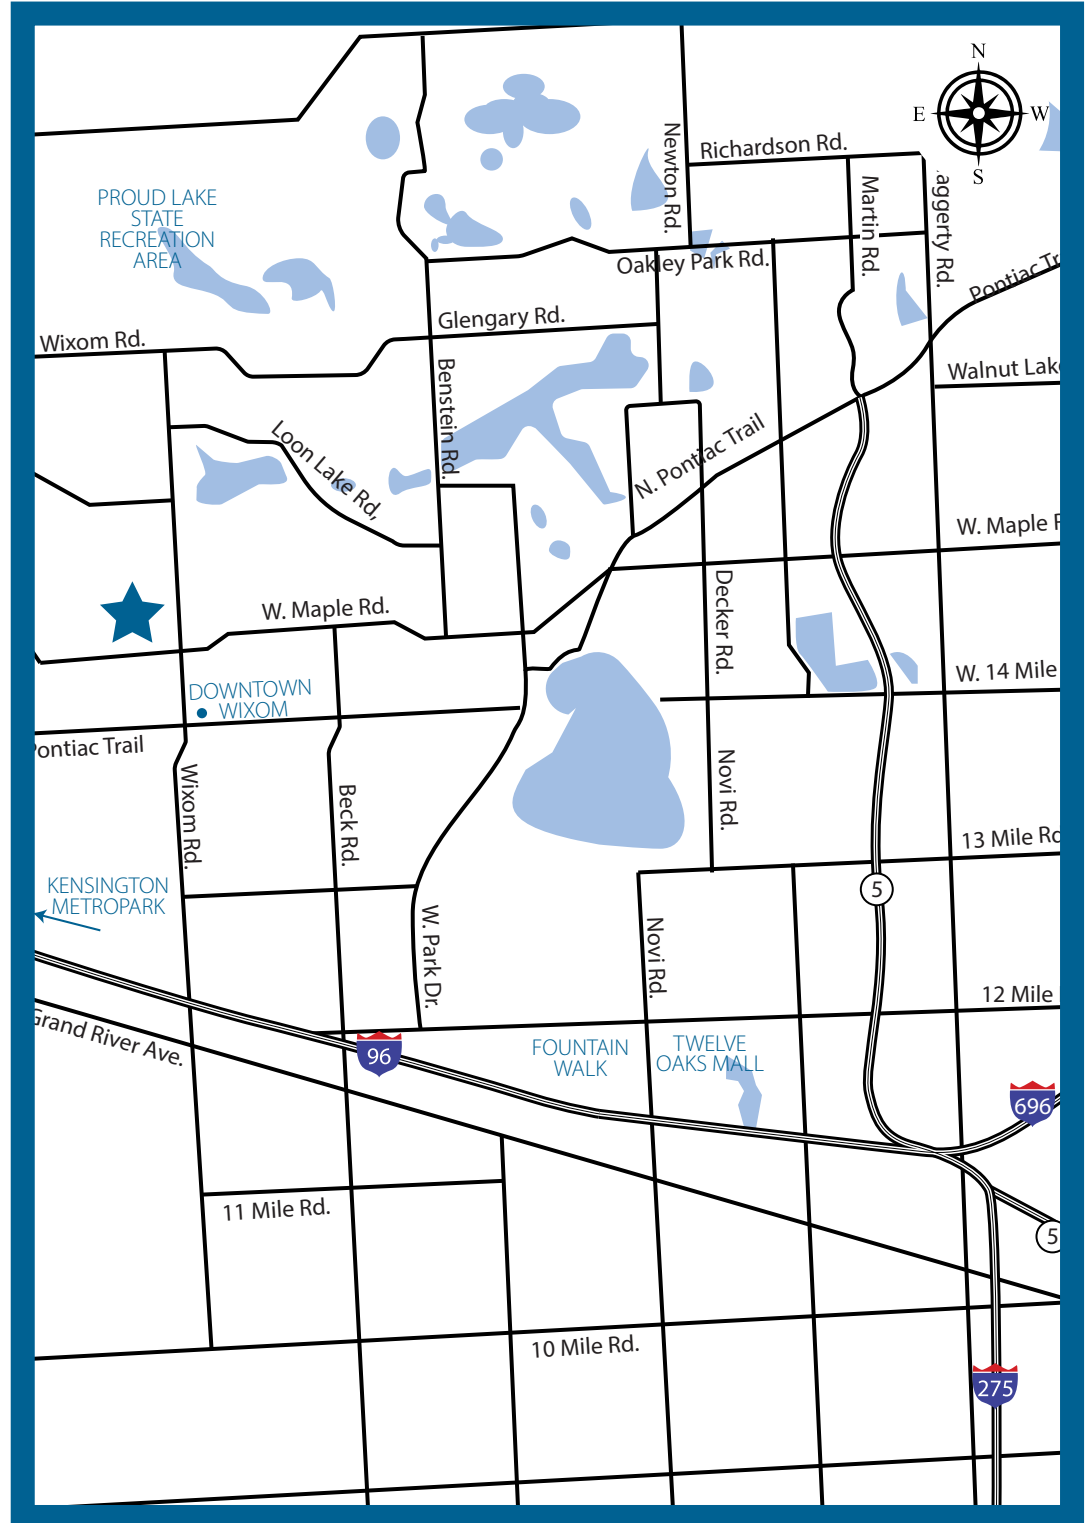 N
E
W
S
Richardson Rd.
Newton Rd.
Martin Rd.
aggerty Rd.
PROUD LAKE
STATE
RECREATION
AREA
Oakley Park Rd.
Pontiac Tr
Glengary Rd.
Wixom Rd.
Walnut Lake
Benstein Rd.
Loon Lake Rd,
N. Pontiac Trail
W. Maple R
W. Maple Rd.
Decker Rd.
W. 14 Mile
DOWNTOWN
WIXOM
Pontiac Trail
Wixom Rd.
Beck Rd.
Novi Rd.
13 Mile Rd
5
KENSINGTON
METROPARK
W. Park Dr.
Novi Rd.
12 Mile
Grand River Ave.
96
FOUNTAIN
WALK
TWELVE
OAKS MALL
696
11 Mile Rd.
5
10 Mile Rd.
275